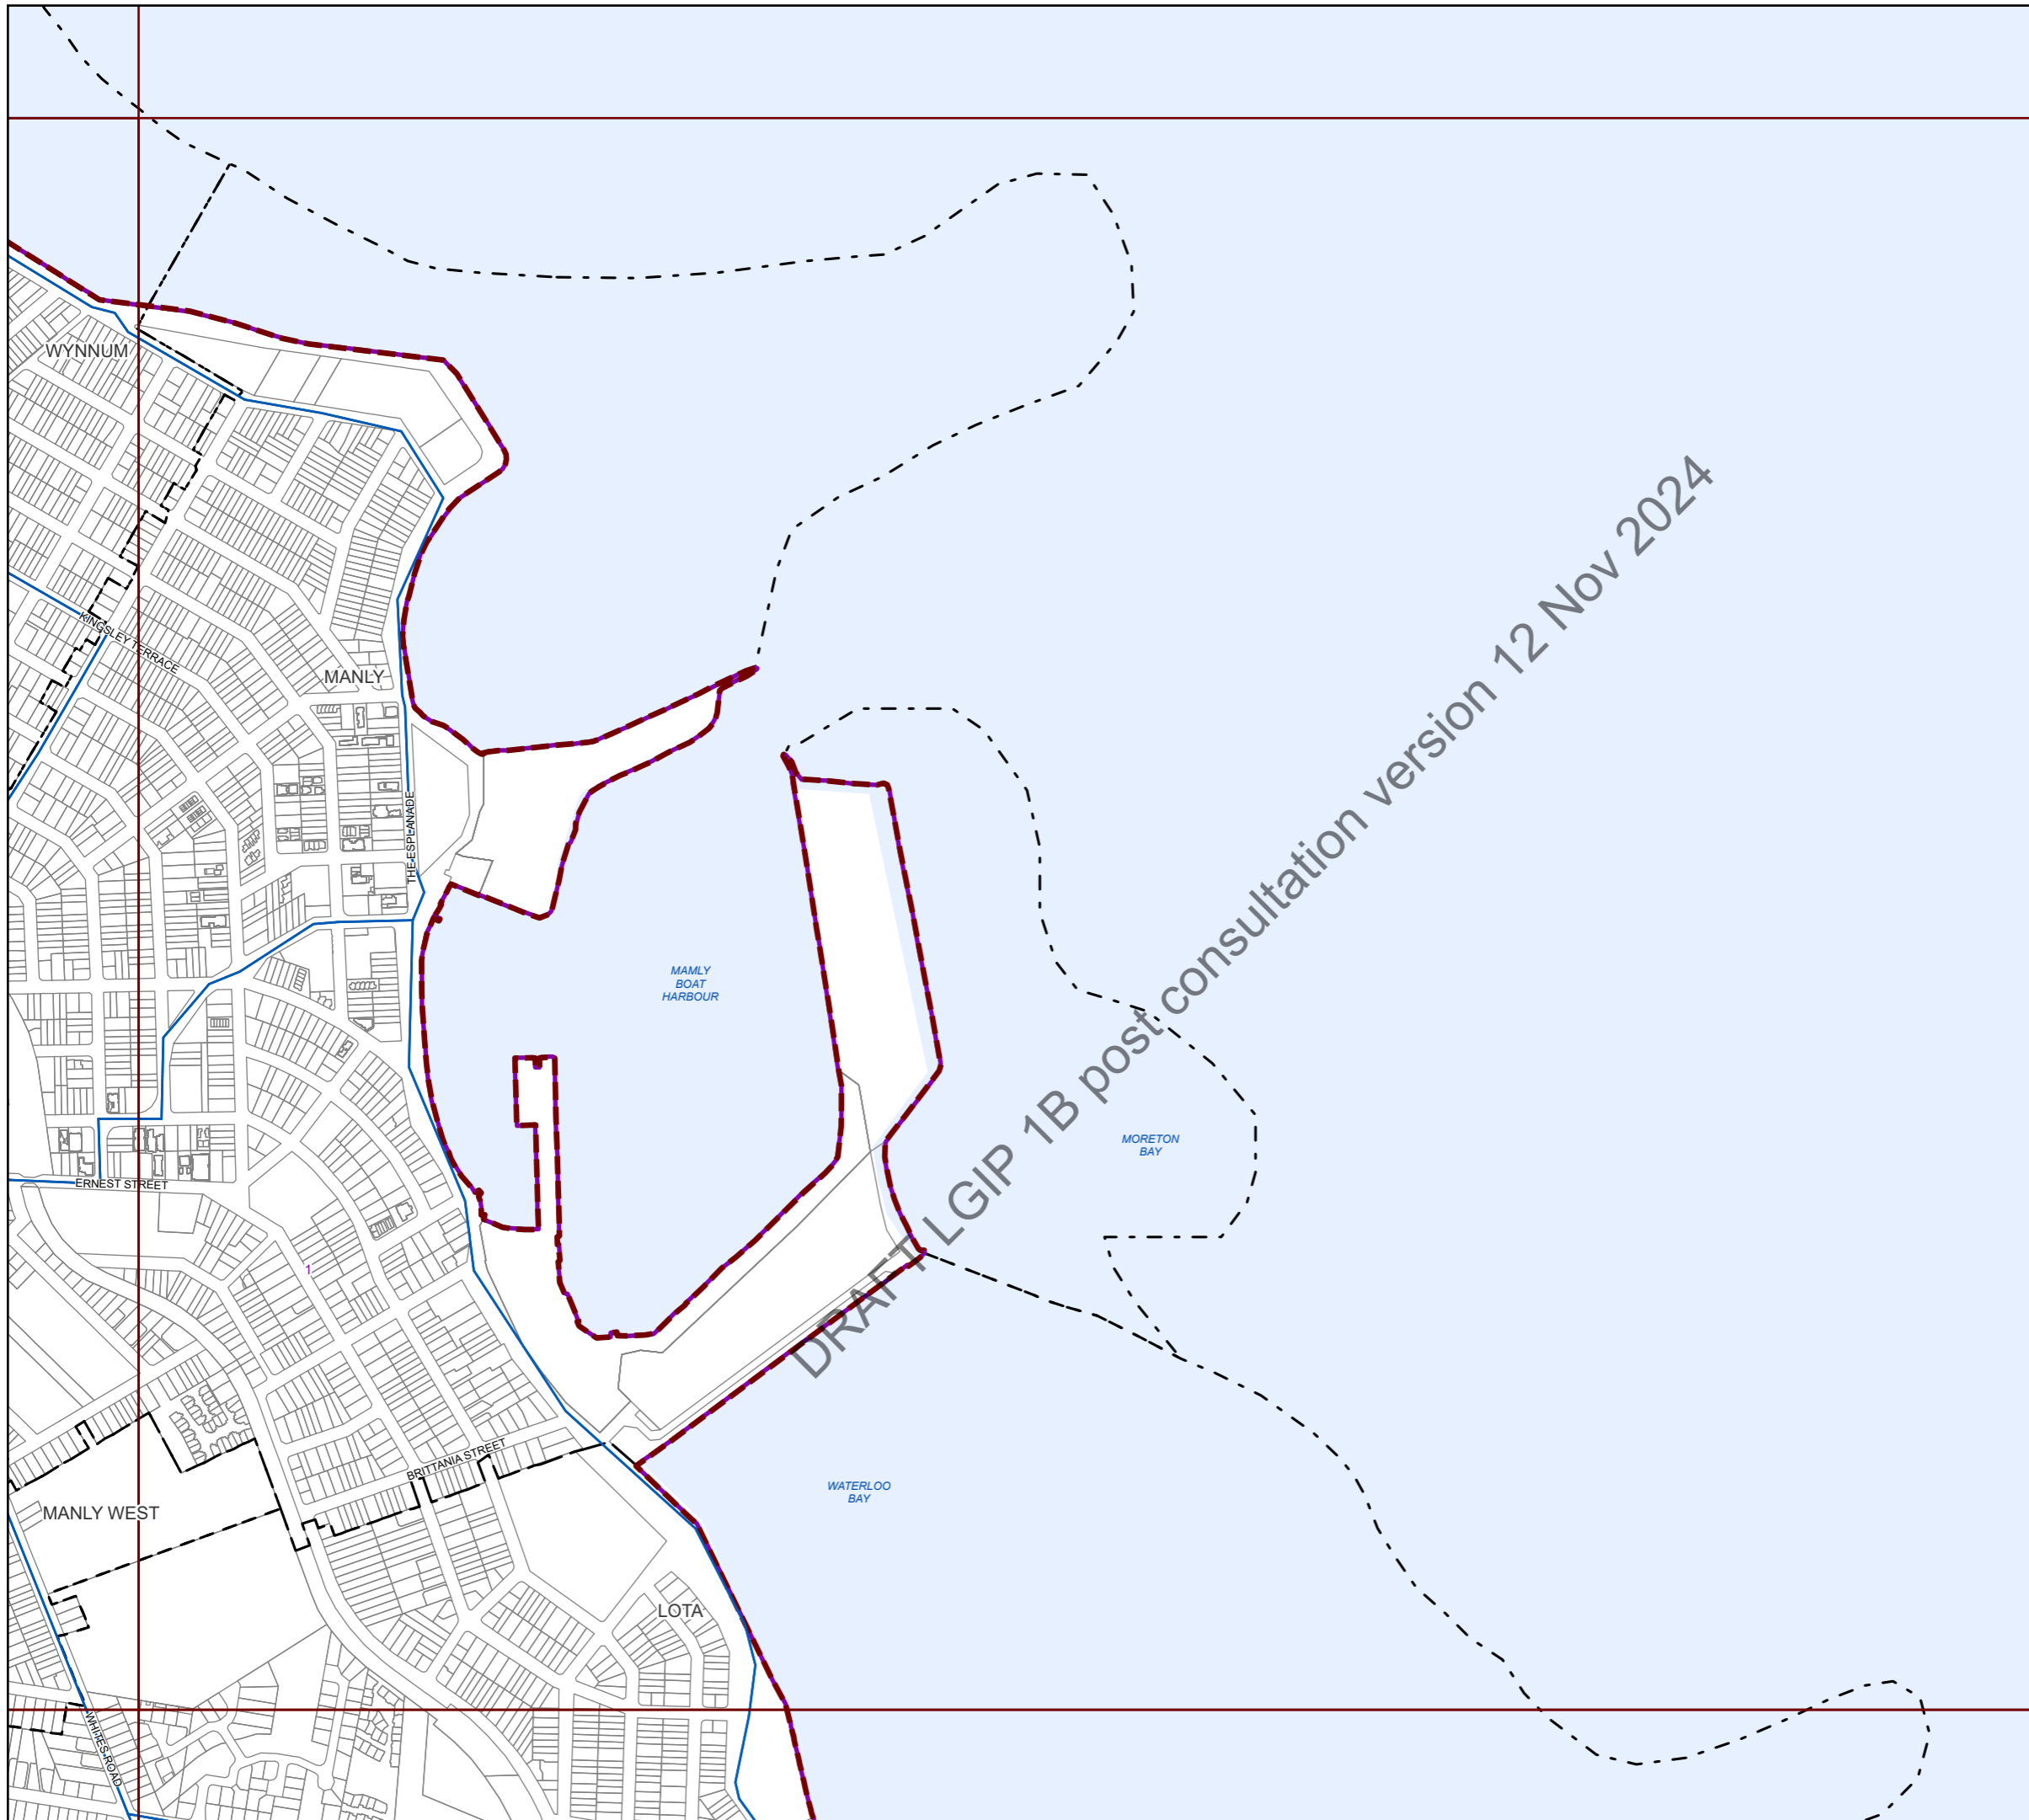 WYNNUM
KINGSLEY TERRACE
MANLY
THE ESPLANADE
MAMLY
BOAT
HARBOUR
MORETON
BAY
ERNEST STREET
1
DRAFT LGIP 1B post consultation version 12 Nov 2024
BRITTANIA STREET
WATERLOO
BAY
MANLY WEST
LOTA
WHITES ROAD